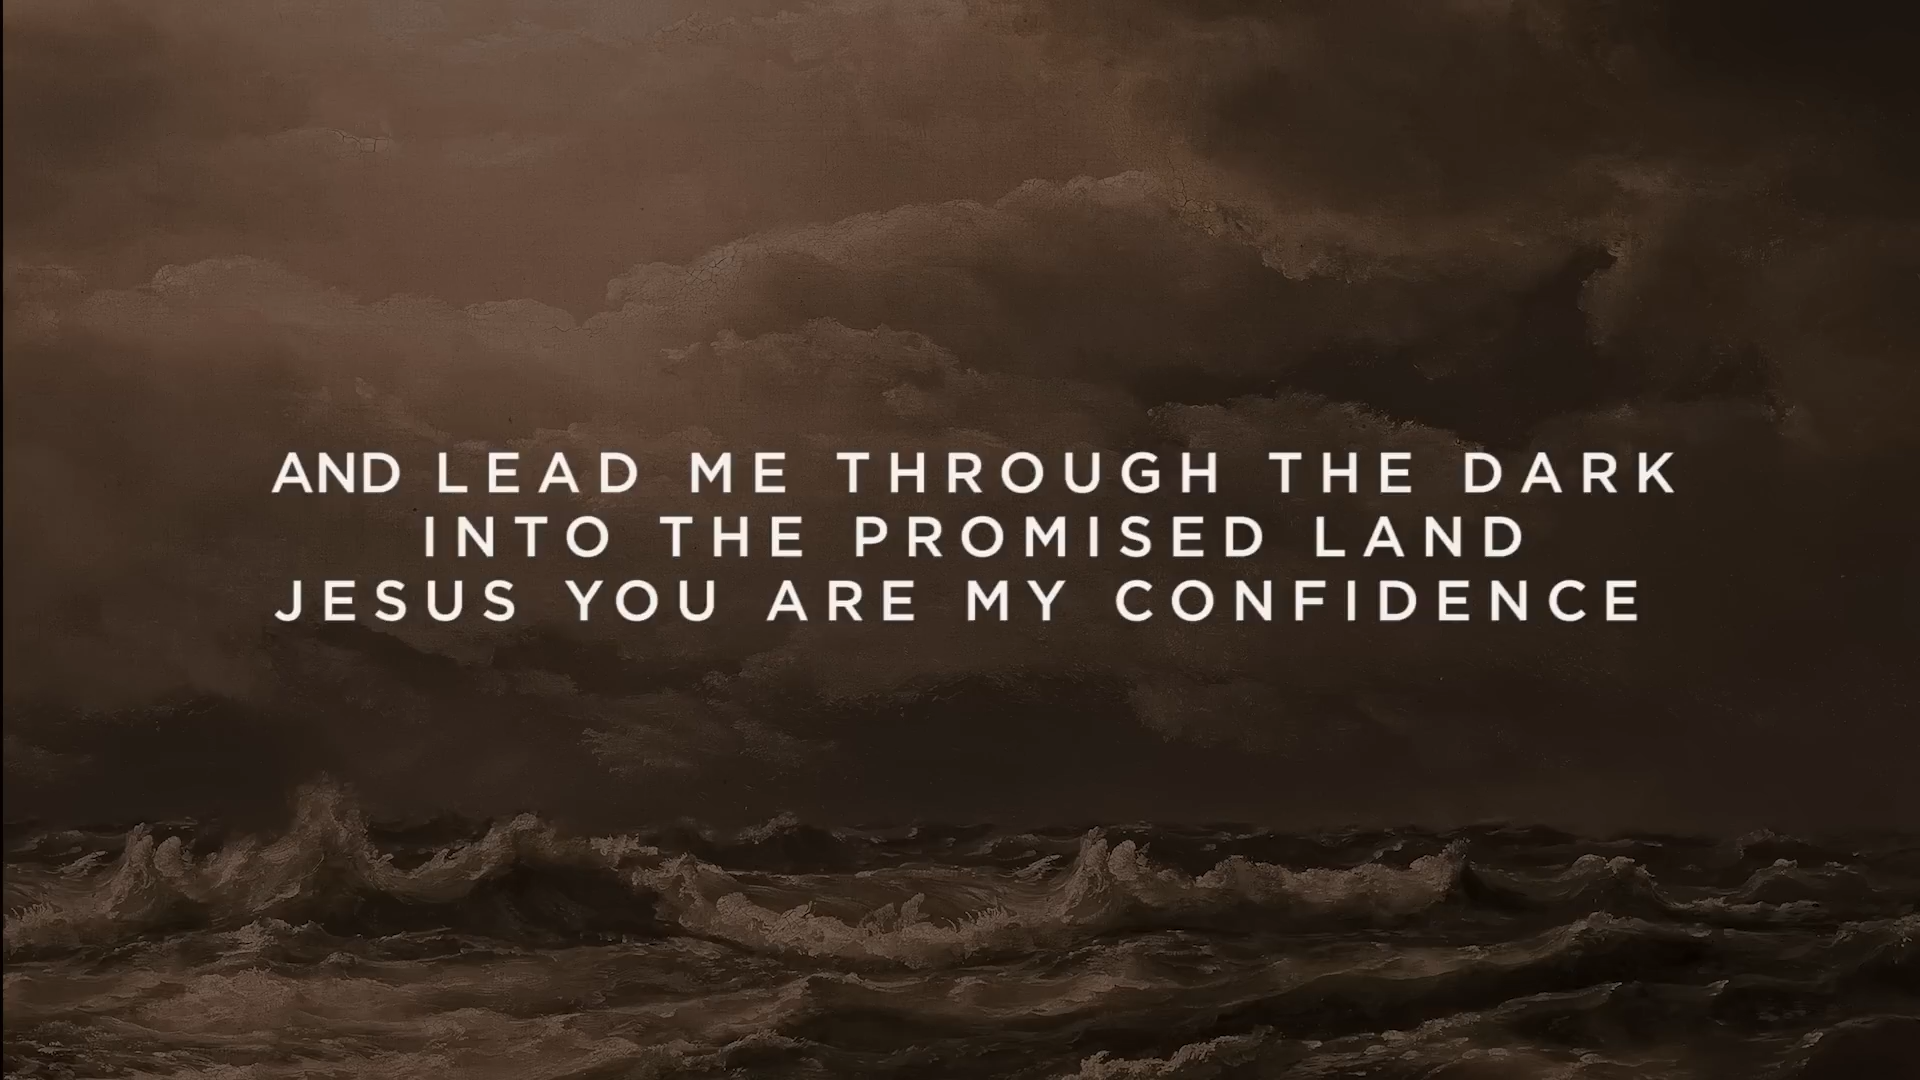 AND LEAD ME THROUGH THE DARK
INTO THE PROMISED LAND
JESUS YOU ARE MY CONFIDENCE